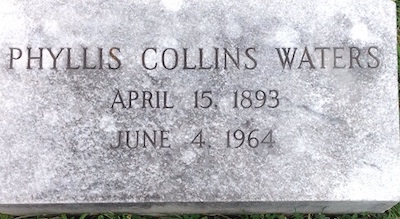 PHYLLIS COLLINS WATERS
APRIL 15, 1893
JUNE 4, 1964